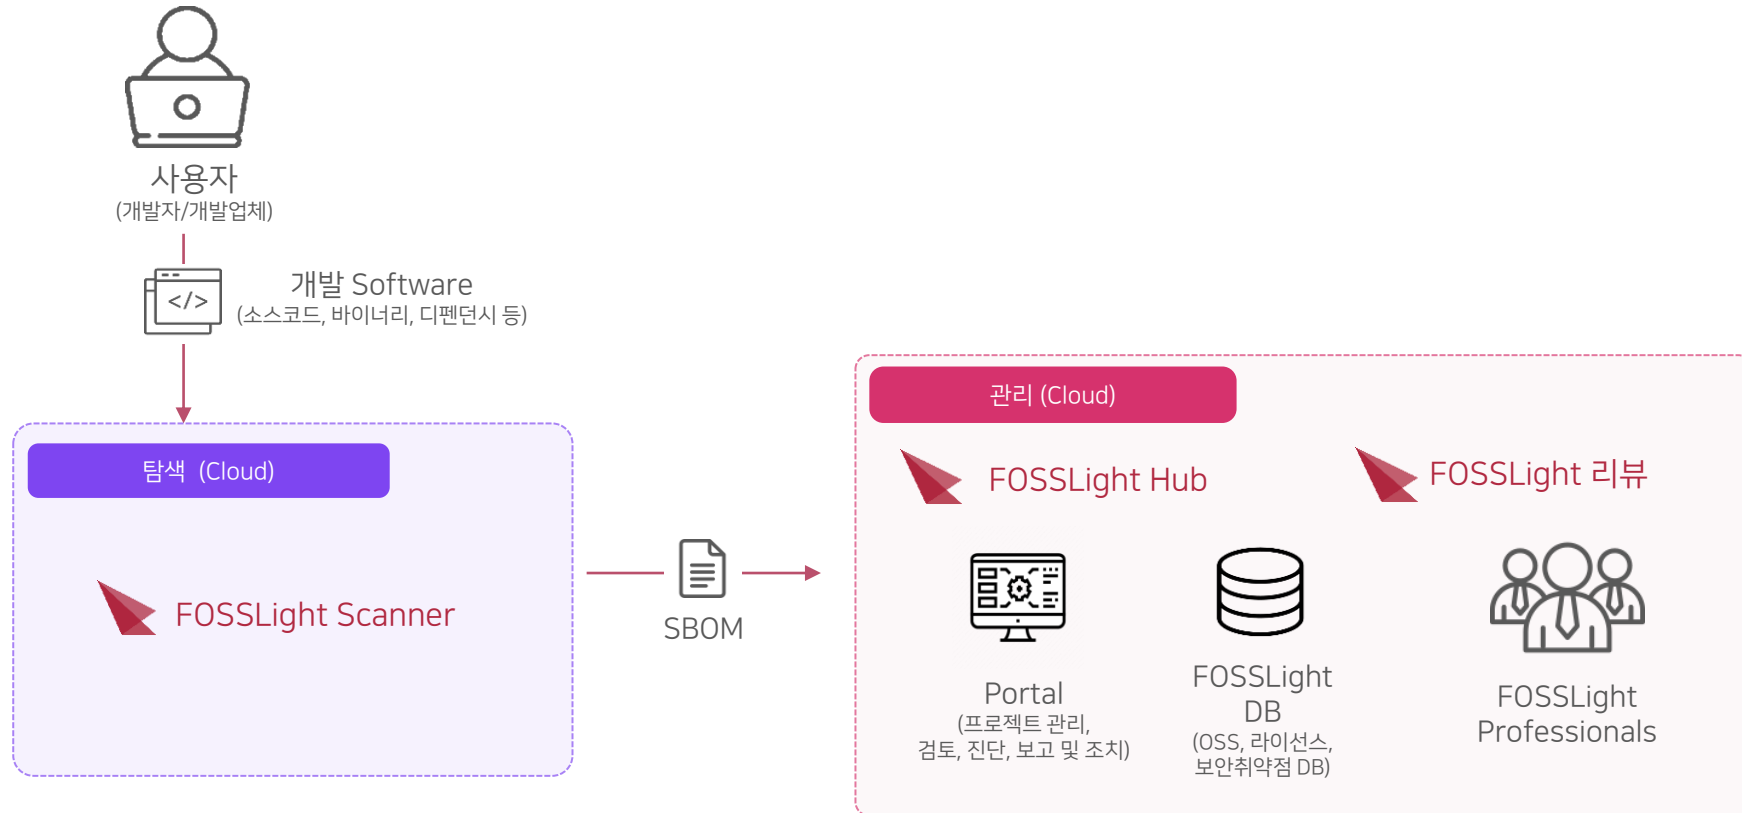 사용자
(개발자/개발업체)
</>
개발 Software
(소스코드, 바이너리, 디펜던시 등)
탐색 (Cloud)
FOSSLight Scanner
SBOM
관리 (Cloud)
FOSSLight Hub
FOSSLight 리뷰
Portal
(프로젝트 관리,
검토, 진단, 보고 및 조치)
FOSSLight
DB
(OSS, 라이선스,
보안취약점 DB)
FOSSLight
Professionals